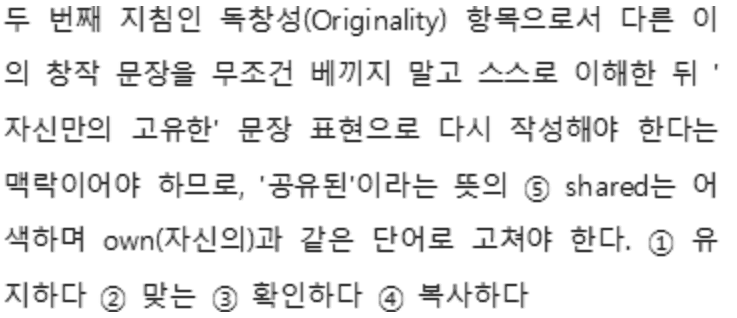 두 번째 지침인 독창성(Originality) 항목으로서 다른 이
의 창작 문장을 무조건 베끼지 말고 스스로 이해한 뒤 '
자신만의 고유한' 문장 표현으로 다시 작성해야 한다는
맥락이어야 하므로, '공유된'이라는 뜻의 ⑤ shared는 어
색하며 own(자신의)과 같은 단어로 고쳐야 한다. ① 유
지하다 ② 맞는 ③ 확인하다 ④ 복사하다